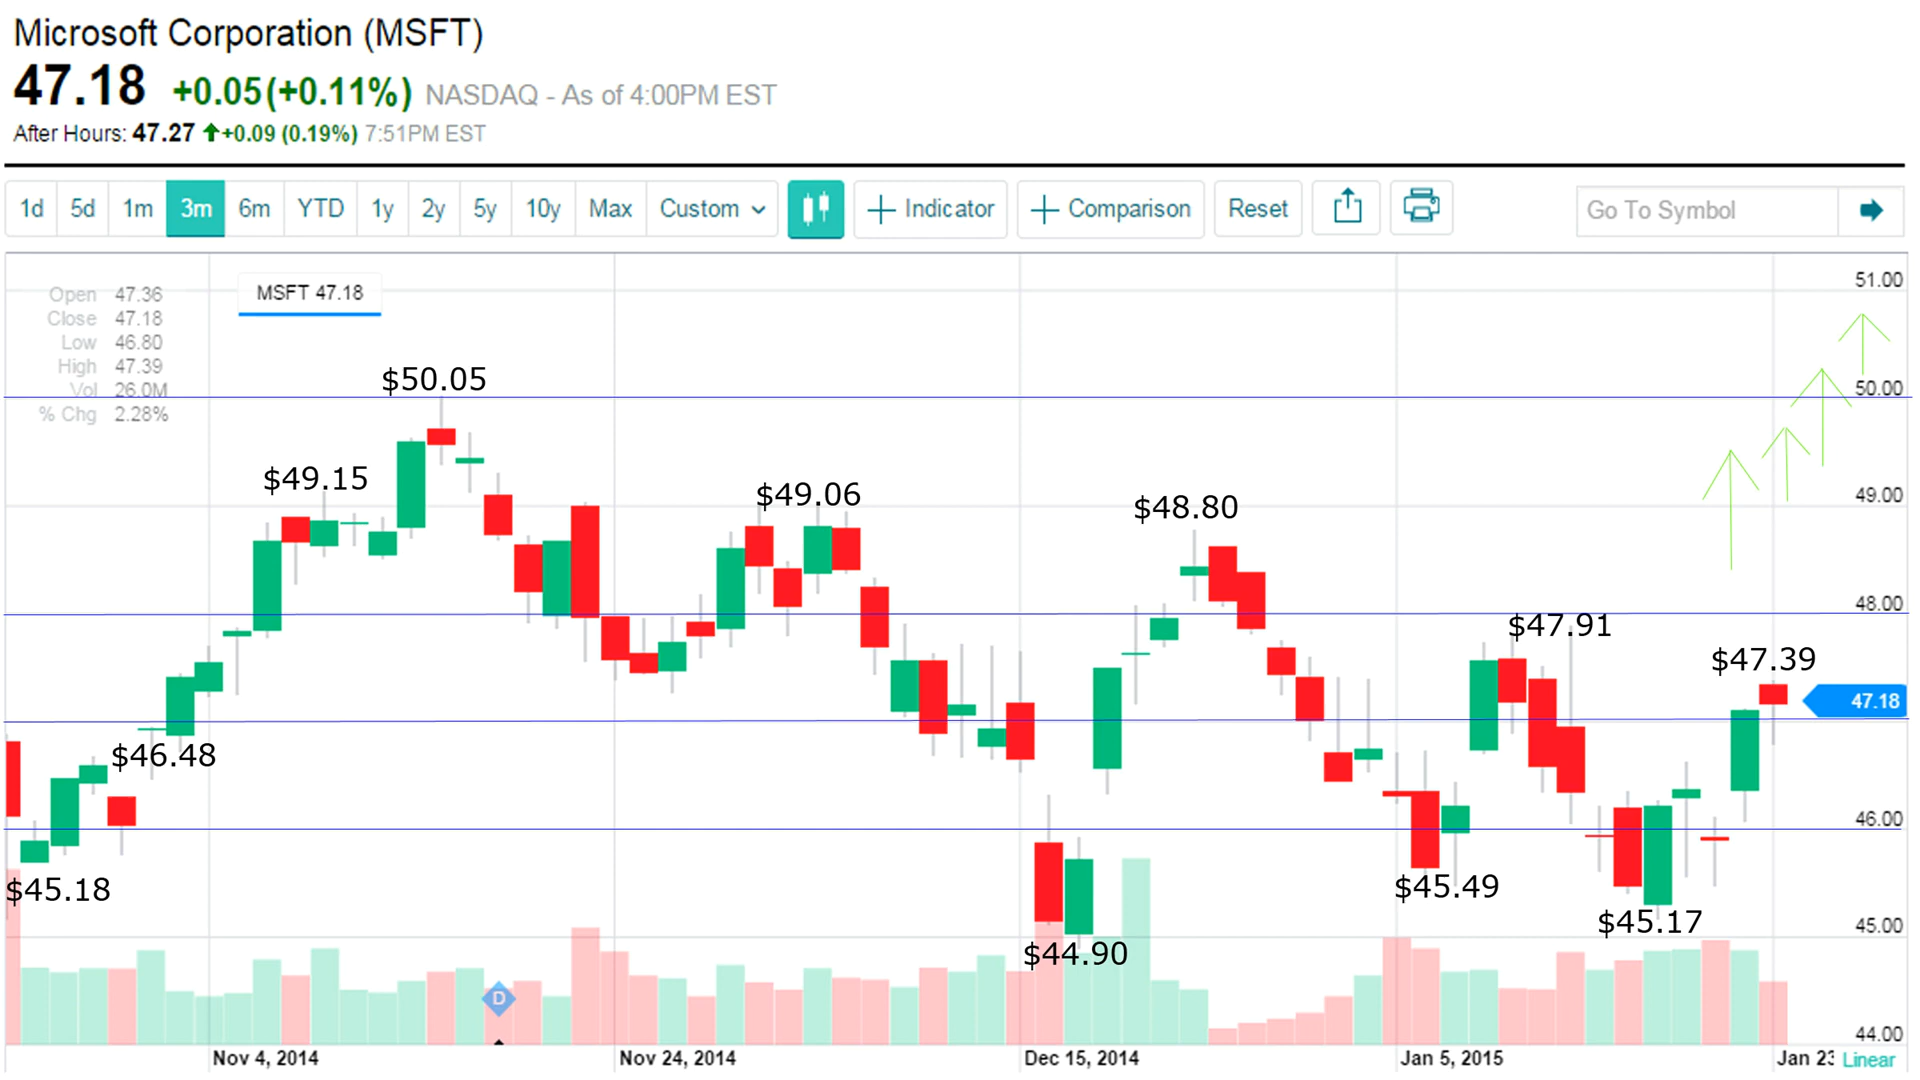 Microsoft Corporation (MSFT)
47.18 +0.05(+0.11%) NASDAQ - As of 4:00PM EST
After Hours: 47.27 +0.09 (0.19%) 7:51PM EST
1d 5d 1m 3m 6m YTD 1y 2y 5y 10y Max Custom Indicator Comparison Reset Go To Symbol
Open 47.36
Close 47.18
Low 46.80
High 47.39
Vol 26.0M
% Chg 2.28%
MSFT 47.18
51.00
$50.05
50.00
$49.15
$49.06
49.00
$48.80
48.00
$47.91
$47.39
47.18
$46.48
46.00
$45.18
$45.49
$45.17
45.00
$44.90
D
44.00
Nov 4, 2014 Nov 24, 2014 Dec 15, 2014 Jan 5, 2015 Jan 23 Linear